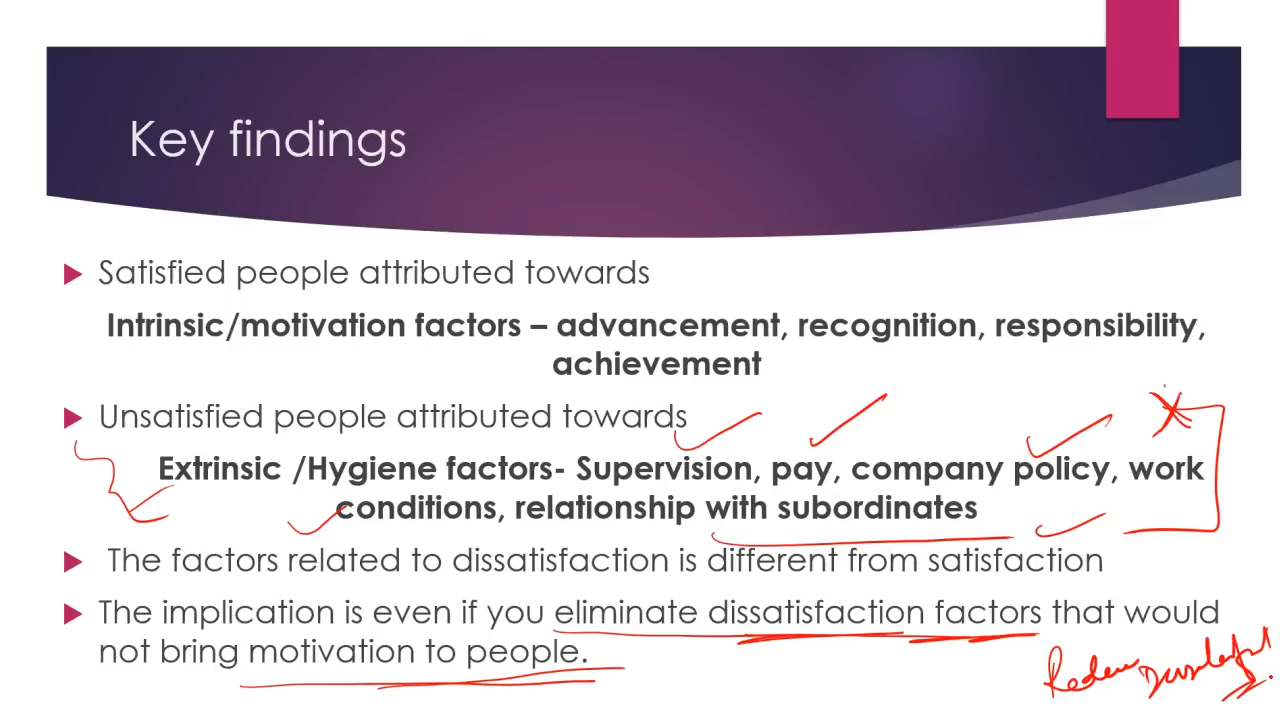 Key findings
Satisfied people attributed towards
Intrinsic/motivation factors – advancement, recognition, responsibility,
achievement
Unsatisfied people attributed towards
Extrinsic /Hygiene factors- Supervision, pay, company policy, work
conditions, relationship with subordinates
The factors related to dissatisfaction is different from satisfaction
The implication is even if you eliminate dissatisfaction factors that would
not bring motivation to people.